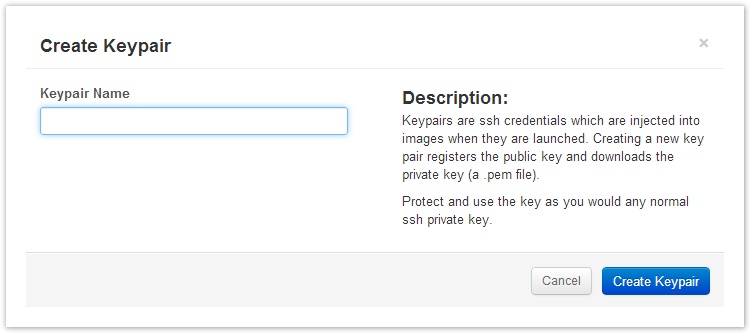 Create Keypair
×
Keypair Name
Description:
Keypairs are ssh credentials which are injected into
images when they are launched. Creating a new key
pair registers the public key and downloads the
private key (a .pem file).
Protect and use the key as you would any normal
ssh private key.
Cancel
Create Keypair